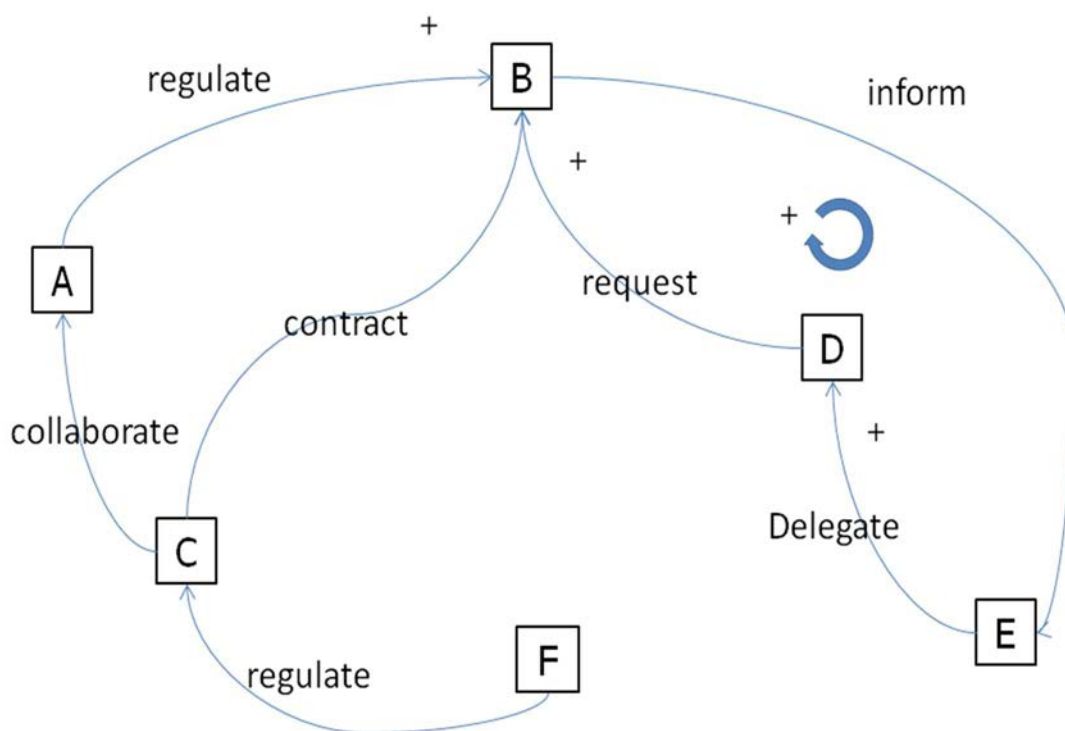 +
B
regulate
inform
+
+
A
request
contract
D
collaborate
+
Delegate
C
E
F
regulate